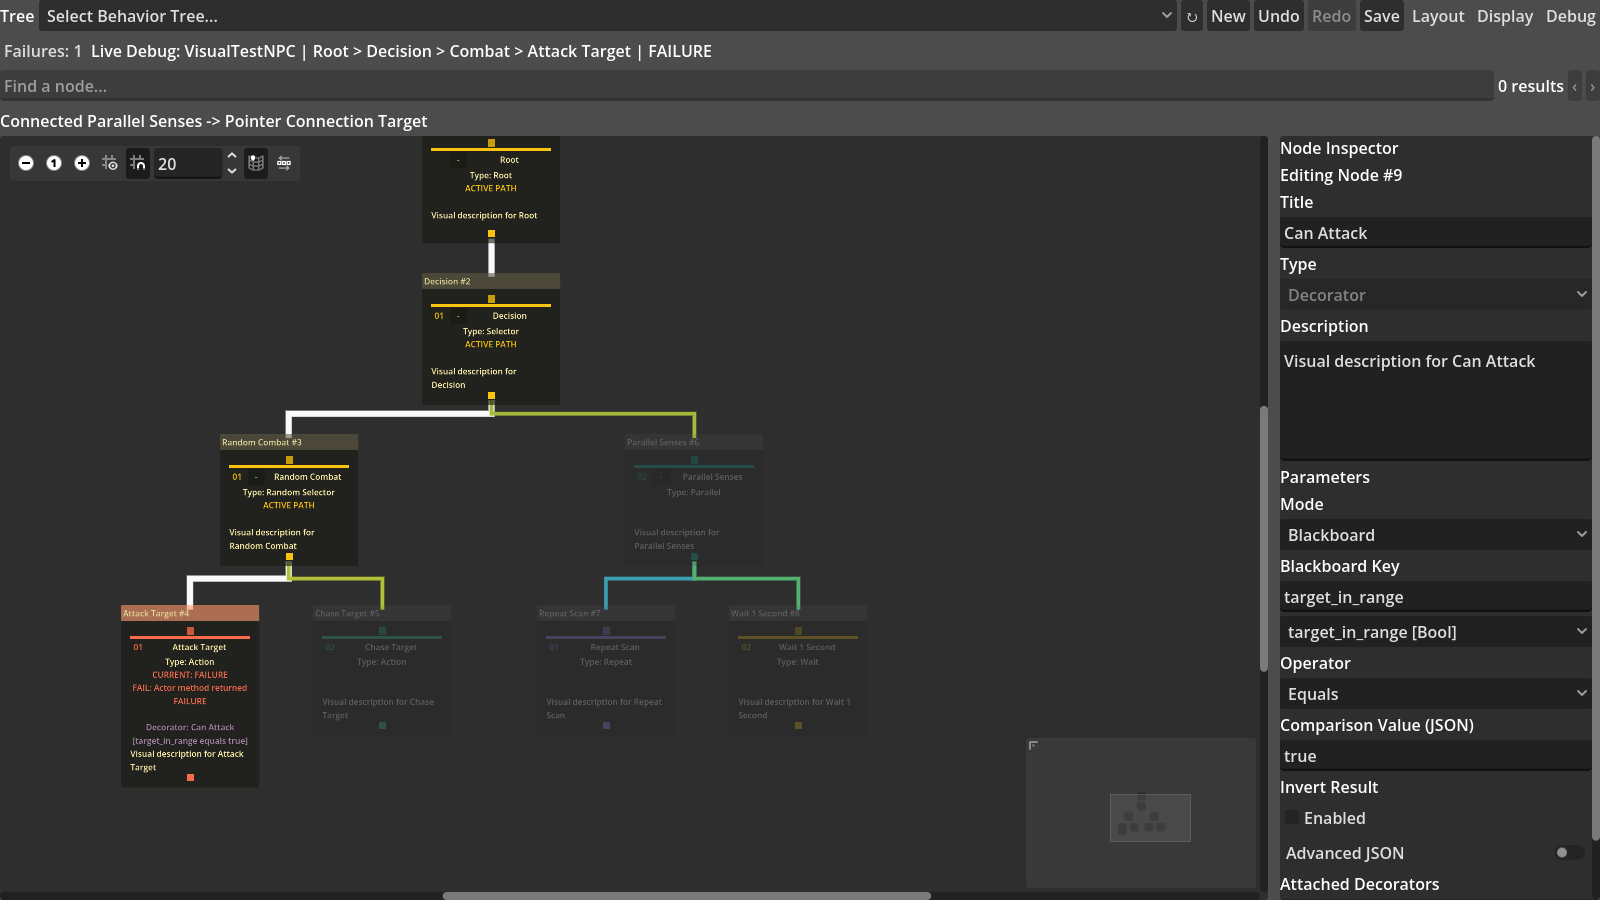 Tree Select Behavior Tree... New Undo Redo Save Layout Display Debug
Failures: 1 Live Debug: VisualTestNPC | Root > Decision > Combat > Attack Target | FAILURE
Find a node... 0 results
Connected Parallel Senses -> Pointer Connection Target
20
Root
Type: Root
ACTIVE PATH
Visual description for Root
Decision #2
01 - Decision
Type: Selector
ACTIVE PATH
Visual description for
Decision
Random Combat #3
01 - Random Combat
Type: Random Selector
ACTIVE PATH
Visual description for
Random Combat
Parallel Senses #6
02 - Parallel Senses
Type: Parallel
Visual description for
Parallel Senses
Attack Target #4
01 Attack Target
Type: Action
CURRENT: FAILURE
FAIL: Actor method returned
FAILURE
Decorator: Can Attack
[target_in_range equals true]
Visual description for Attack
Target
Chase Target #5
02 Chase Target
Type: Action
Visual description for Chase
Target
Repeat Scan #7
01 Repeat Scan
Type: Repeat
Visual description for Repeat
Scan
Wait 1 Second #8
02 Wait 1 Second
Type: Wait
Visual description for Wait 1
Second
Node Inspector
Editing Node #9
Title
Can Attack
Type
Decorator
Description
Visual description for Can Attack
Parameters
Mode
Blackboard
Blackboard Key
target_in_range
target_in_range [Bool]
Operator
Equals
Comparison Value (JSON)
true
Invert Result
Enabled
Advanced JSON
Attached Decorators